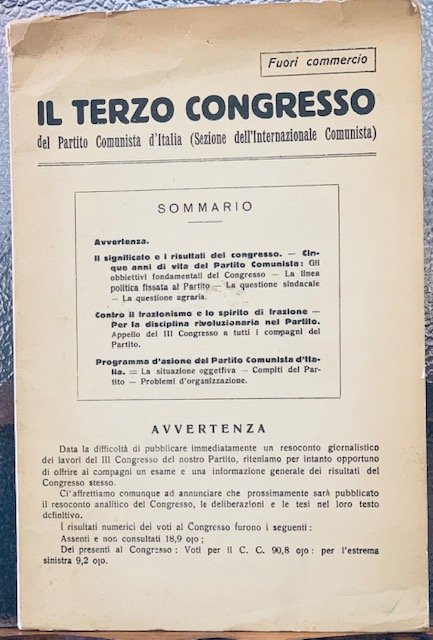 Fuori commercio
IL TERZO CONGRESSO
del Partito Comunista d'Italia (Sezione dell'Internazionale Comunista)
SOMMARIO
Avvertenza.
Il significato e i risultati del congresso. — Cin-
que anni di vita del Partito Comunista: Gli
obbiettivi fondamentali del Congresso — La linea
politica fissata al Partito — La questione sindacale
— La questione agraria.
Contro il frazionismo e lo spirito di frazione —
Per la disciplina rivoluzionaria nel Partito.
Appello del III Congresso a tutti i compagni del
Partito.
Programma d'azione del Partito Comunista d'Ita-
lia. = La situazione oggettiva — Compiti del Par-
tito — Problemi d'organizzazione.
AVVERTENZA
Data la difficoltà di pubblicare immediatamente un resoconto giornalistico
dei lavori del III Congresso del nostro Partito, riteniamo per intanto opportuno
di offrire ai compagni un esame e una informazione generale dei risultati del
Congresso stesso.
Ci affrettiamo comunque ad annunciare che prossimamente sarà pubblicato
il resoconto analitico del Congresso, le deliberazioni e le tesi nel loro testo
definitivo.
I risultati numerici dei voti al Congresso furono i seguenti:
Assenti e non consultati 18,9 o|o;
Dei presenti al Congresso: Voti per il C. C. 90,8 o|o: per l'estrema
sinistra 9,2 o|o.